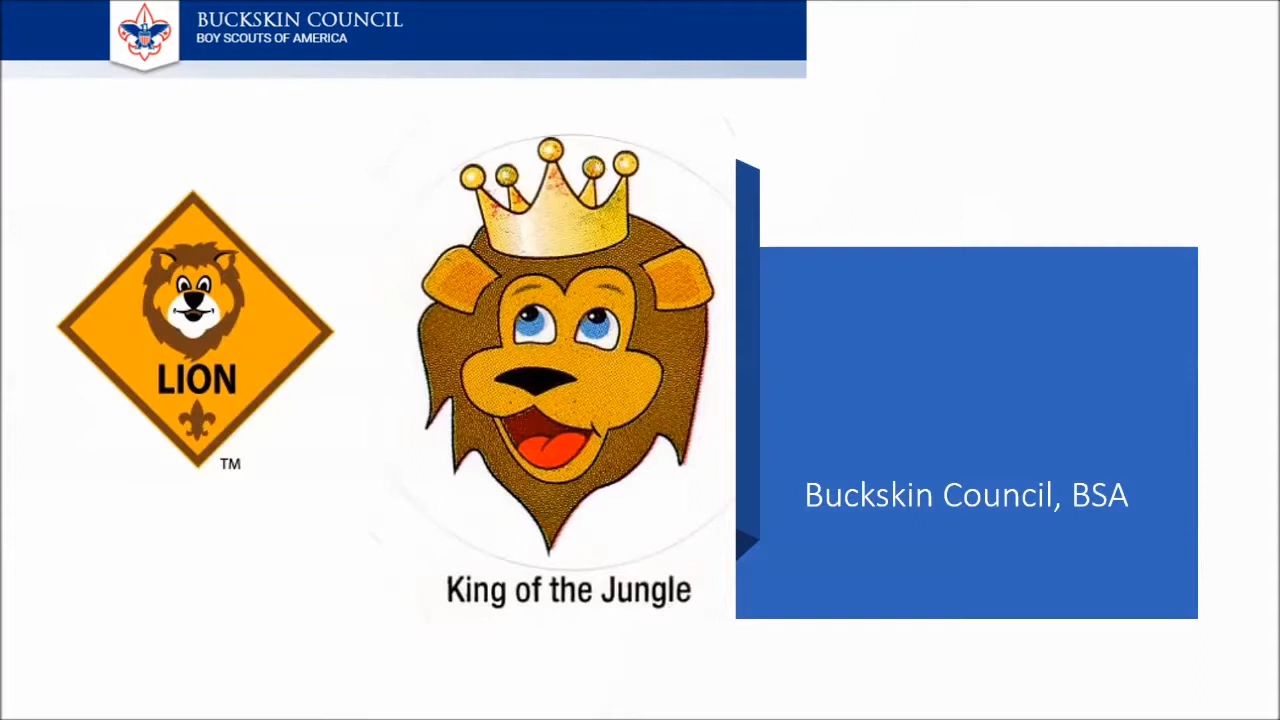 BUCKSKIN COUNCIL
BOY SCOUTS OF AMERICA
LION
TM
King of the Jungle
Buckskin Council, BSA